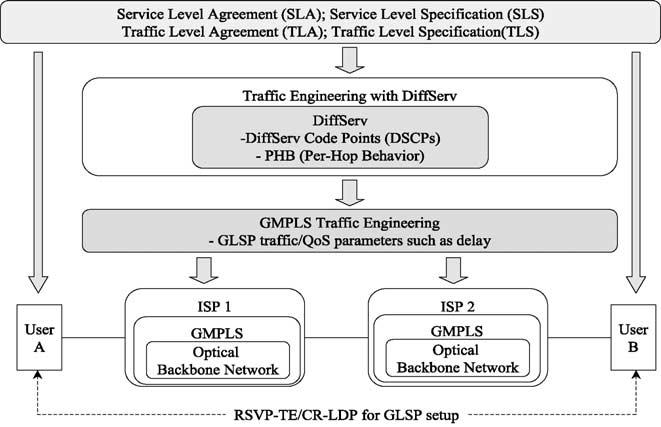 Service Level Agreement (SLA); Service Level Specification (SLS)
Traffic Level Agreement (TLA); Traffic Level Specification(TLS)
Traffic Engineering with DiffServ
DiffServ
-DiffServ Code Points (DSCPs)
- PHB (Per-Hop Behavior)
GMPLS Traffic Engineering
- GLSP traffic/QoS parameters such as delay
User
A
ISP 1
GMPLS
Optical
Backbone Network
ISP 2
GMPLS
Optical
Backbone Network
User
B
RSVP-TE/CR-LDP for GLSP setup